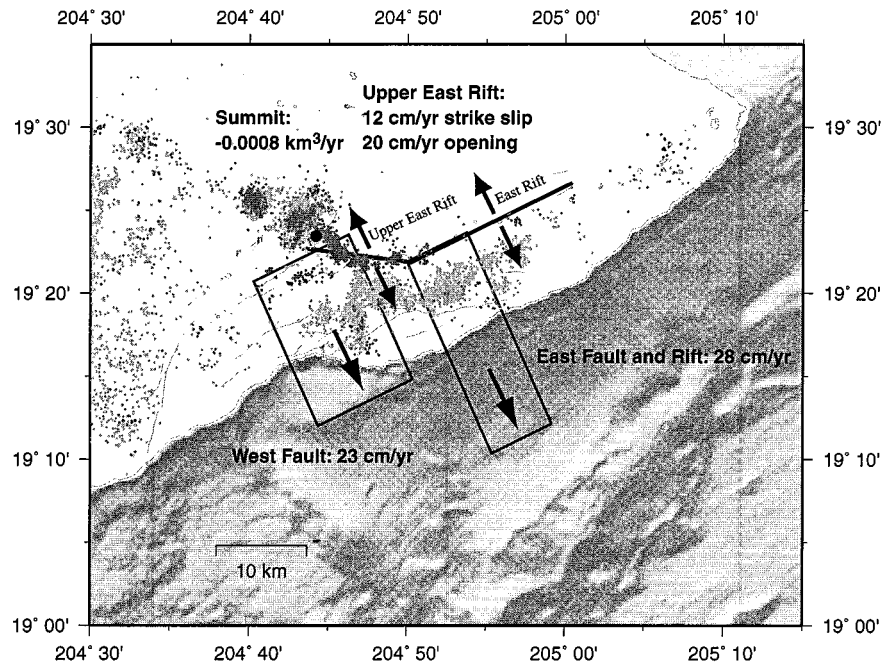 204° 30' 204° 40' 204° 50' 205° 00' 205° 10'
Upper East Rift:
Summit: 12 cm/yr strike slip
-0.0008 km³/yr 20 cm/yr opening
19° 30' 19° 30'
Upper East Rift
East Rift
19° 20' 19° 20'
East Fault and Rift: 28 cm/yr
West Fault: 23 cm/yr
19° 10' 19° 10'
10 km
19° 00' 19° 00'
204° 30' 204° 40' 204° 50' 205° 00' 205° 10'